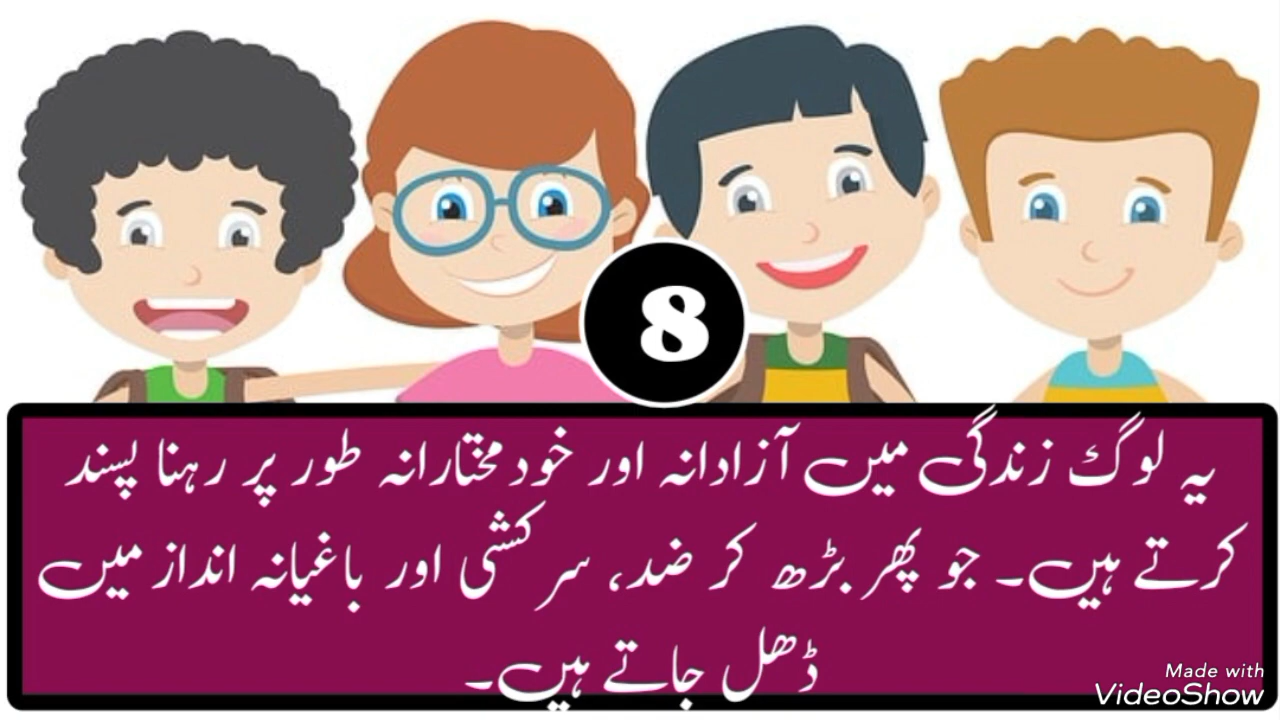 8
یہ لوگ زندگی میں آزادانہ اور خودمختارانہ طور پر رہنا پسند
کرتے ہیں۔ جو پھر بڑھ کر ضد، سرکشی اور باغیانہ انداز میں
ڈھل جاتے ہیں۔
Made with
VideoShow